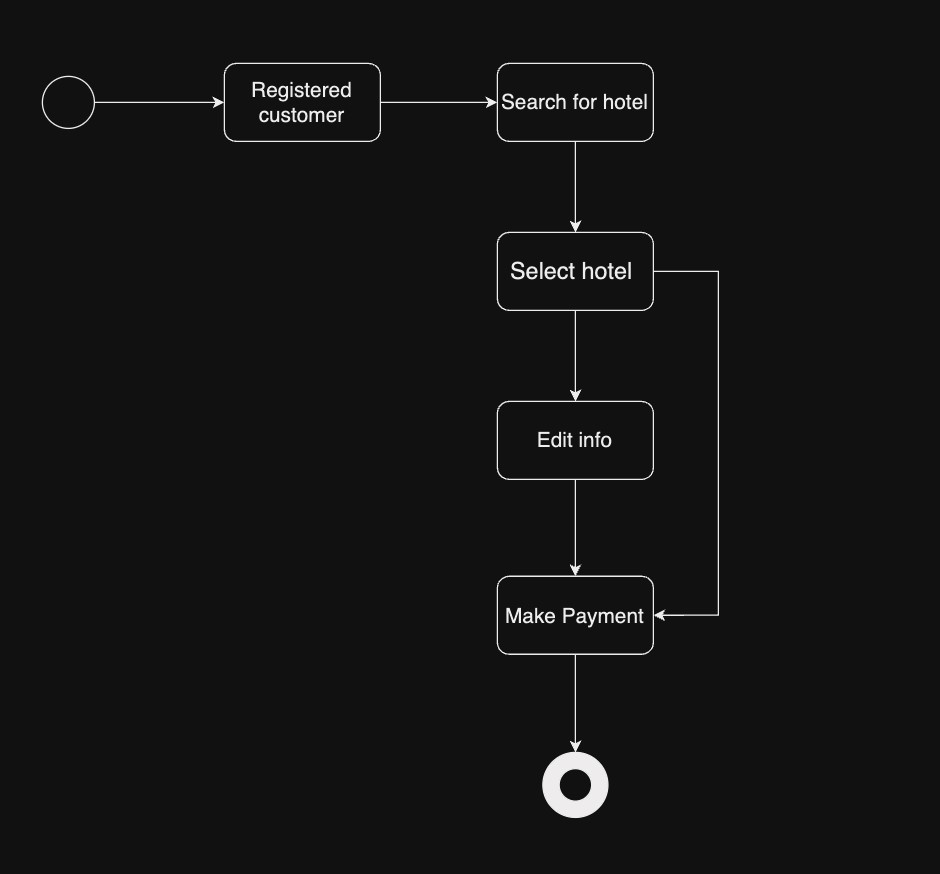 Registered
customer
Search for hotel
Select hotel
Edit info
Make Payment